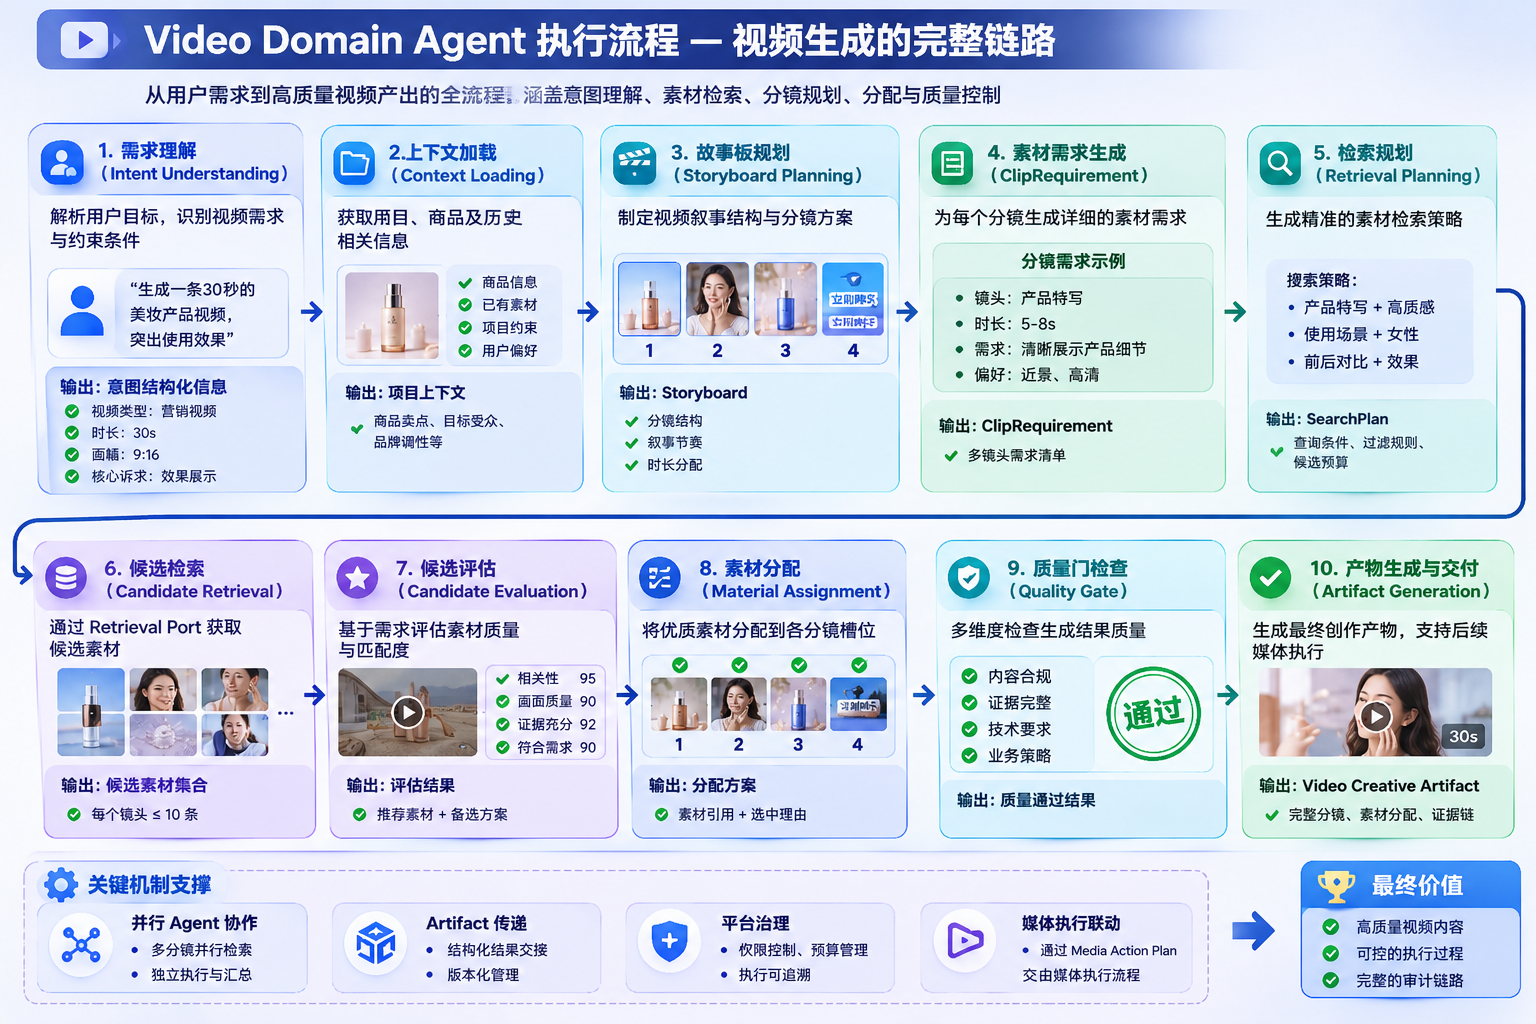 Video Domain Agent 执行流程 — 视频生成的完整链路
从用户需求到高质量视频产出的全流程 涵盖意图理解、素材检索、分镜规划、分配与质量控制
1. 需求理解
（Intent Understanding）
解析用户目标，识别视频需求
与约束条件
“生成一条30秒的
美妆产品视频，
突出使用效果”
输出：意图结构化信息
视频类型：营销视频
时长：30s
画幅：9:16
核心诉求：效果展示
2.上下文加载
（Context Loading）
获取用目、商品及历史
相关信息
商品信息
已有素材
项目约束
用户偏好
输出：项目上下文
商品卖点、目标受众、
品牌调性等
3. 故事板规划
（Storyboard Planning）
制定视频叙事结构与分镜方案
1 2 3 4
输出：Storyboard
分镜结构
叙事节奏
时长分配
4. 素材需求生成
（ClipRequirement）
为每个分镜生成详细的素材需求
分镜需求示例
• 镜头：产品特写
• 时长：5-8s
• 需求：清晰展示产品细节
• 偏好：近景、高清
输出：ClipRequirement
多镜头需求清单
5. 检索规划
（Retrieval Planning）
生成精准的素材检索策略
搜索策略：
• 产品特写 + 高质感
• 使用场景 + 女性
• 前后对比 + 效果
输出：SearchPlan
查询条件、过滤规则、
候选预算
6. 候选检索
（Candidate Retrieval）
通过 Retrieval Port 获取
候选素材
...
输出：候选素材集合
每个镜头 ≤ 10 条
7. 候选评估
（Candidate Evaluation）
基于需求评估素材质量
与匹配度
相关性 95
画面质量 90
证据充分 92
符合需求 90
输出：评估结果
推荐素材 + 备选方案
8. 素材分配
（Material Assignment）
将优质素材分配到各分镜槽位
1 2 3 4
输出：分配方案
素材引用 + 选中理由
9. 质量门检查
（Quality Gate）
多维度检查生成结果质量
内容合规
证据完整
技术要求
业务策略
通过
输出：质量通过结果
10. 产物生成与交付
（Artifact Generation）
生成最终创作产物，支持后续
媒体执行
30s
输出：Video Creative Artifact
完整分镜、素材分配、证据链
关键机制支撑
并行 Agent 协作
• 多分镜并行检索
• 独立执行与汇总
Artifact 传递
• 结构化结果交接
• 版本化管理
平台治理
• 权限控制、预算管理
• 执行可追溯
媒体执行联动
• 通过 Media Action Plan
交由媒体执行流程
最终价值
高质量视频内容
可控的执行过程
完整的审计链路